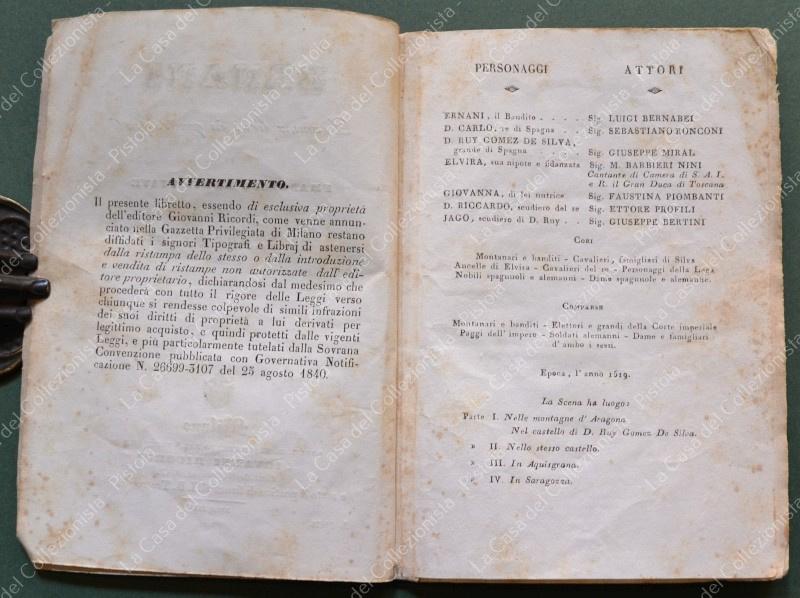 AVVERTIMENTO.
Il presente libretto, essendo di esclusiva proprietà
dell'editore Giovanni Ricordi, come venne annun-
ciato nella Gazzetta Privilegiata di Milano restano
diffidati i signori Tipografi e Libraj di astenersi
dalla ristampa dello stesso o dalla introduzione
e vendita di ristampe non autorizzate dall'edi-
tore proprietario, dichiarandosi dal medesimo che
procederà con tutto il rigore delle Leggi verso
chiunque si rendesse colpevole di simili infrazioni
dei suoi diritti di proprietà a lui derivati per
legittimo acquisto, e quindi protetti dalle vigenti
Leggi, e più particolarmente tutelati dalla Sovrana
Convenzione pubblicata con Governativa Notifi-
cazione N. 26699-3107 del 25 agosto 1840.
PERSONAGGI ATTORI
ERNANI, il Bandito . . . . Sig. LUIGI BERNABEI
D. CARLO, re di Spagna . . . Sig. SEBASTIANO RONCONI
D. RUY GOMEZ DE SILVA,
grande di Spagna . . . . Sig. GIUSEPPE MIRAL
ELVIRA, sua nipote e fidanzata Sig. M. BARBIERI NINI
Cantante di Camera di S. A. I.
e R. il Gran Duca di Toscana
GIOVANNA, di lei nutrice . Sig. FAUSTINA PIOMBANTI
D. RICCARDO, scudiero del re Sig. ETTORE PROFILI
JAGO, scudiero di D. Ruy . . Sig. GIUSEPPE BERTINI
CORI
Montanari e banditi - Cavalieri, famigliari di Silva
Ancelle di Elvira - Cavalieri del re - Personaggi della Lega
Nobili spagnuoli e alemanni - Dame spagnuole e alemanne.
COMPARSE
Montanari e banditi - Elettori e grandi della Corte imperiale
Paggi dell'impero - Soldati alemanni - Dame e famigliari
d'ambo i sessi.
Epoca, l'anno 1519.
La Scena ha luogo:
Parte I. Nelle montagne d'Aragona
Nel castello di D. Ruy Gomez De Silva.
» II. Nello stesso castello.
» III. In Aquisgrana.
« IV. In Saragozza.
La Casa del Collezionista Pistoia